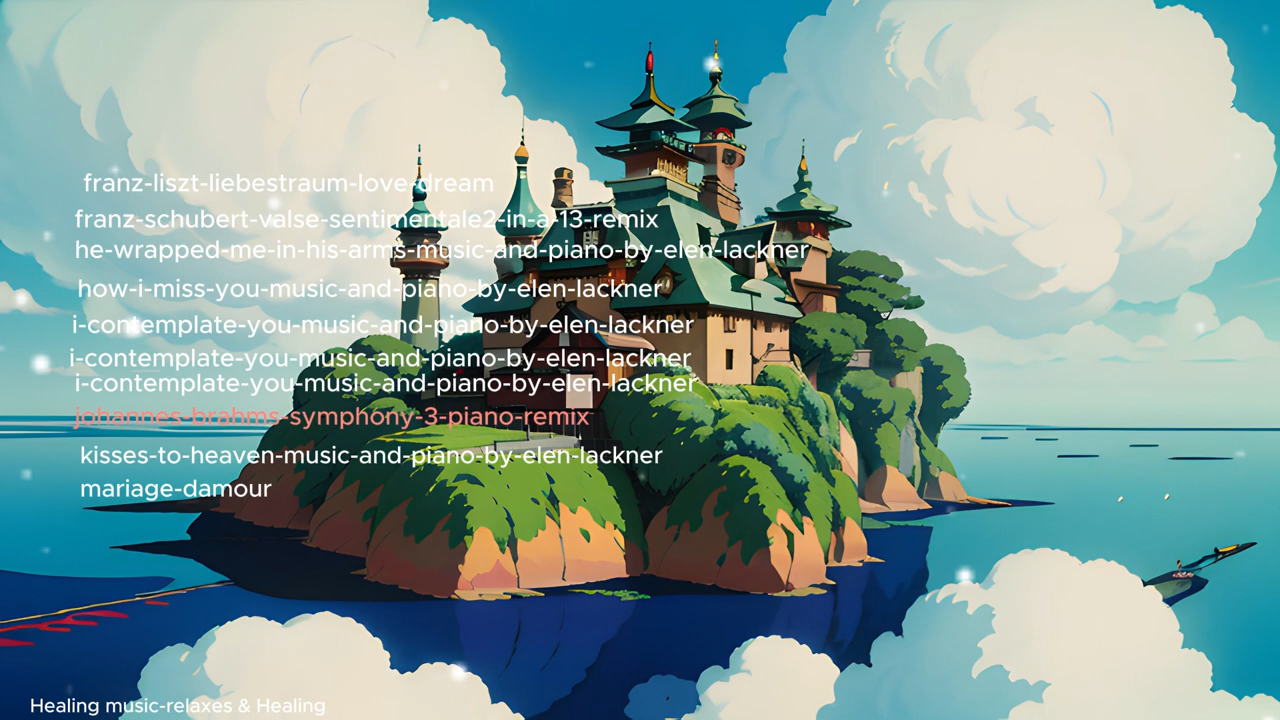 franz-liszt-liebestraum-love-dream
franz-schubert-valse-sentimentale2-in-a-13-remix
he-wrapped-me-in-his-arms-music-and-piano-by-elen-lackner
how-i-miss-you-music-and-piano-by-elen-lackner
i-contemplate-you-music-and-piano-by-elen-lackner
i-contemplate-you-music-and-piano-by-elen-lackner
i-contemplate-you-music-and-piano-by-elen-lackner
johannes-brahms-symphony-3-piano-remix
kisses-to-heaven-music-and-piano-by-elen-lackner
mariage-damour
Healing music-relaxes & Healing